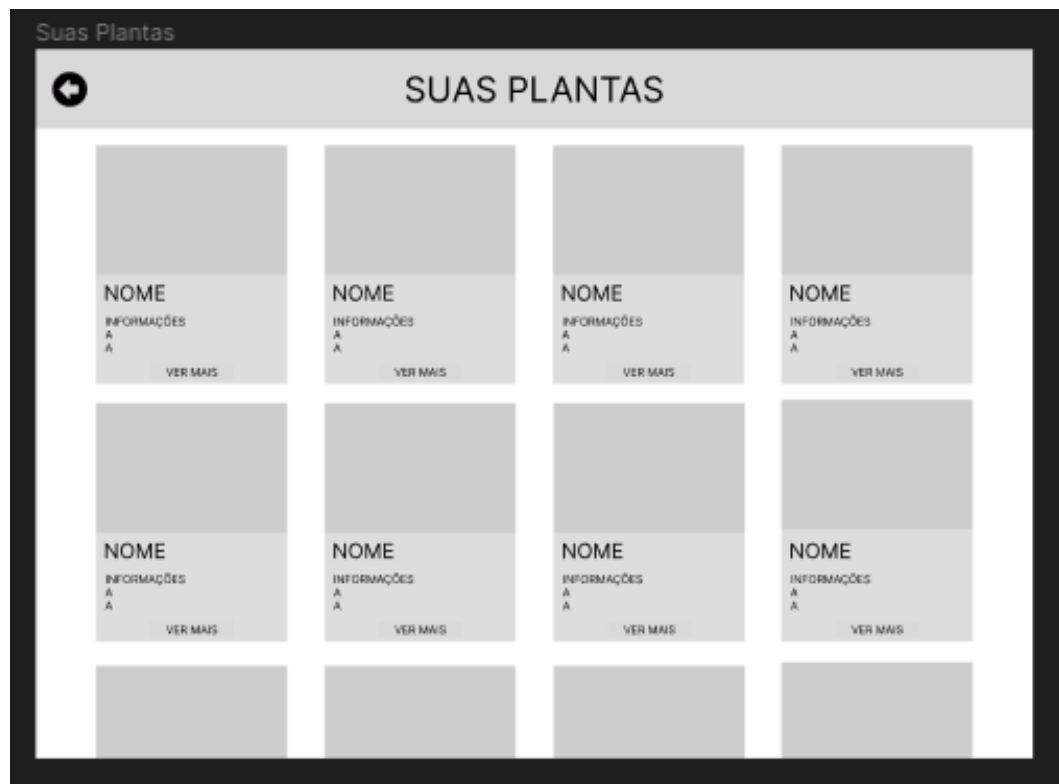 Suas Plantas
SUAS PLANTAS
NOME
INFORMAÇÕES
A
A
VER MAIS
NOME
INFORMAÇÕES
A
A
VER MAIS
NOME
INFORMAÇÕES
A
A
VER MAIS
NOME
INFORMAÇÕES
A
A
VER MAIS
NOME
INFORMAÇÕES
A
A
VER MAIS
NOME
INFORMAÇÕES
A
A
VER MAIS
NOME
INFORMAÇÕES
A
A
VER MAIS
NOME
INFORMAÇÕES
A
A
VER MAIS